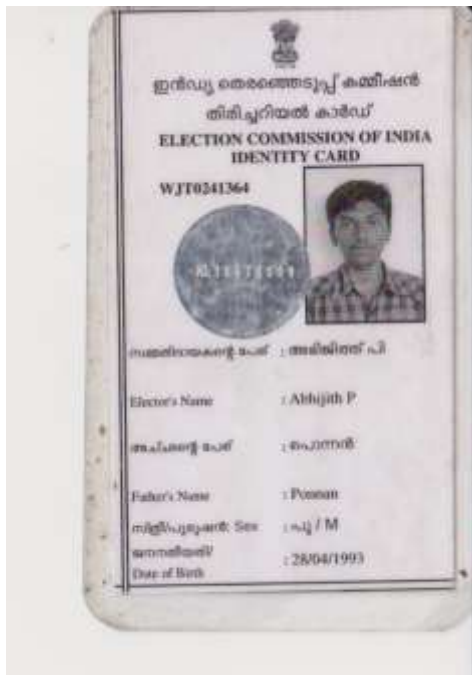 ഇൻഡ്യ തെരഞ്ഞെടുപ്പ് കമ്മീഷൻ
തിരിച്ചറിയൽ കാർഡ്
ELECTION COMMISSION OF INDIA
IDENTITY CARD
WJT0241364
സമ്മതിദായകന്റെ പേര് : അഭിജിത്ത് പി
Elector's Name : Abhijith P
അച്ഛന്റെ പേര് : പൊന്നൻ
Father's Name : Ponnan
സ്ത്രീ/പുരുഷൻ: Sex : പു / M
ജനനതീയതി/
Date of Birth : 28/04/1993